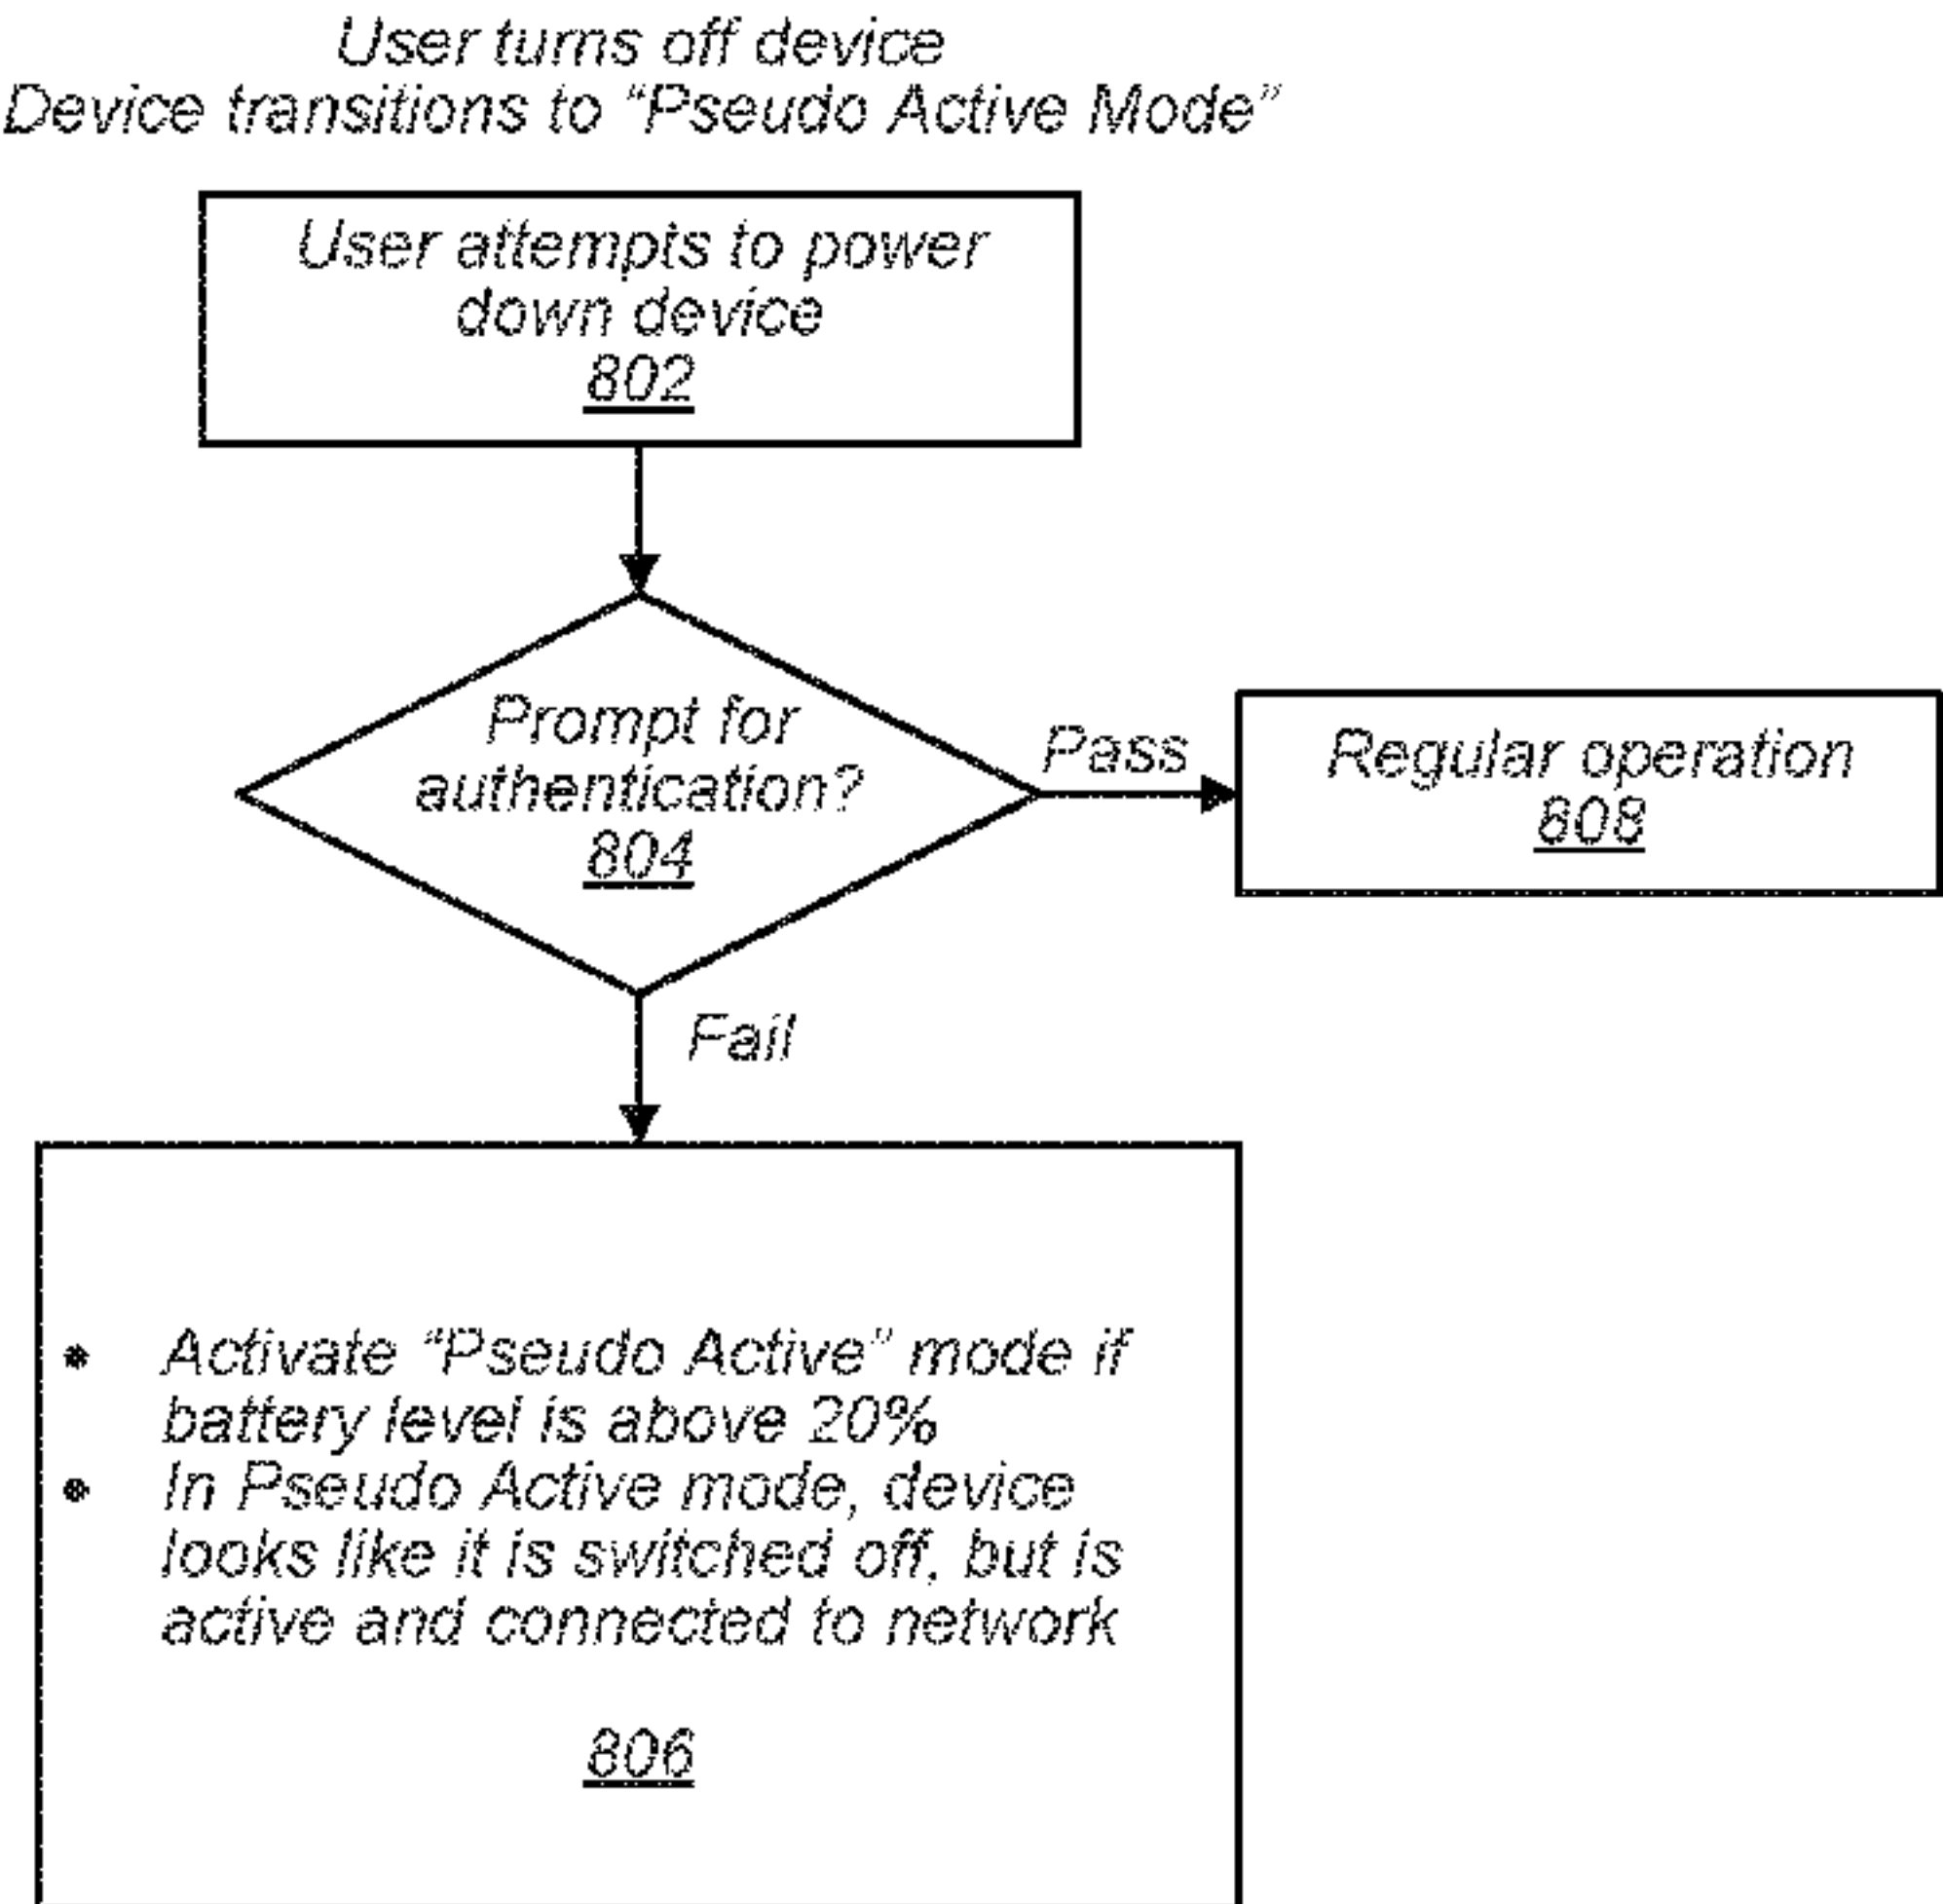 User turns off device
Device transitions to “Pseudo Active Mode”
User attempts to power
down device
802
Prompt for
authentication?
804
Pass
Regular operation
808
Fail
• Activate “Pseudo Active” mode if
battery level is above 20%
• In Pseudo Active mode, device
looks like it is switched off, but is
active and connected to network
806